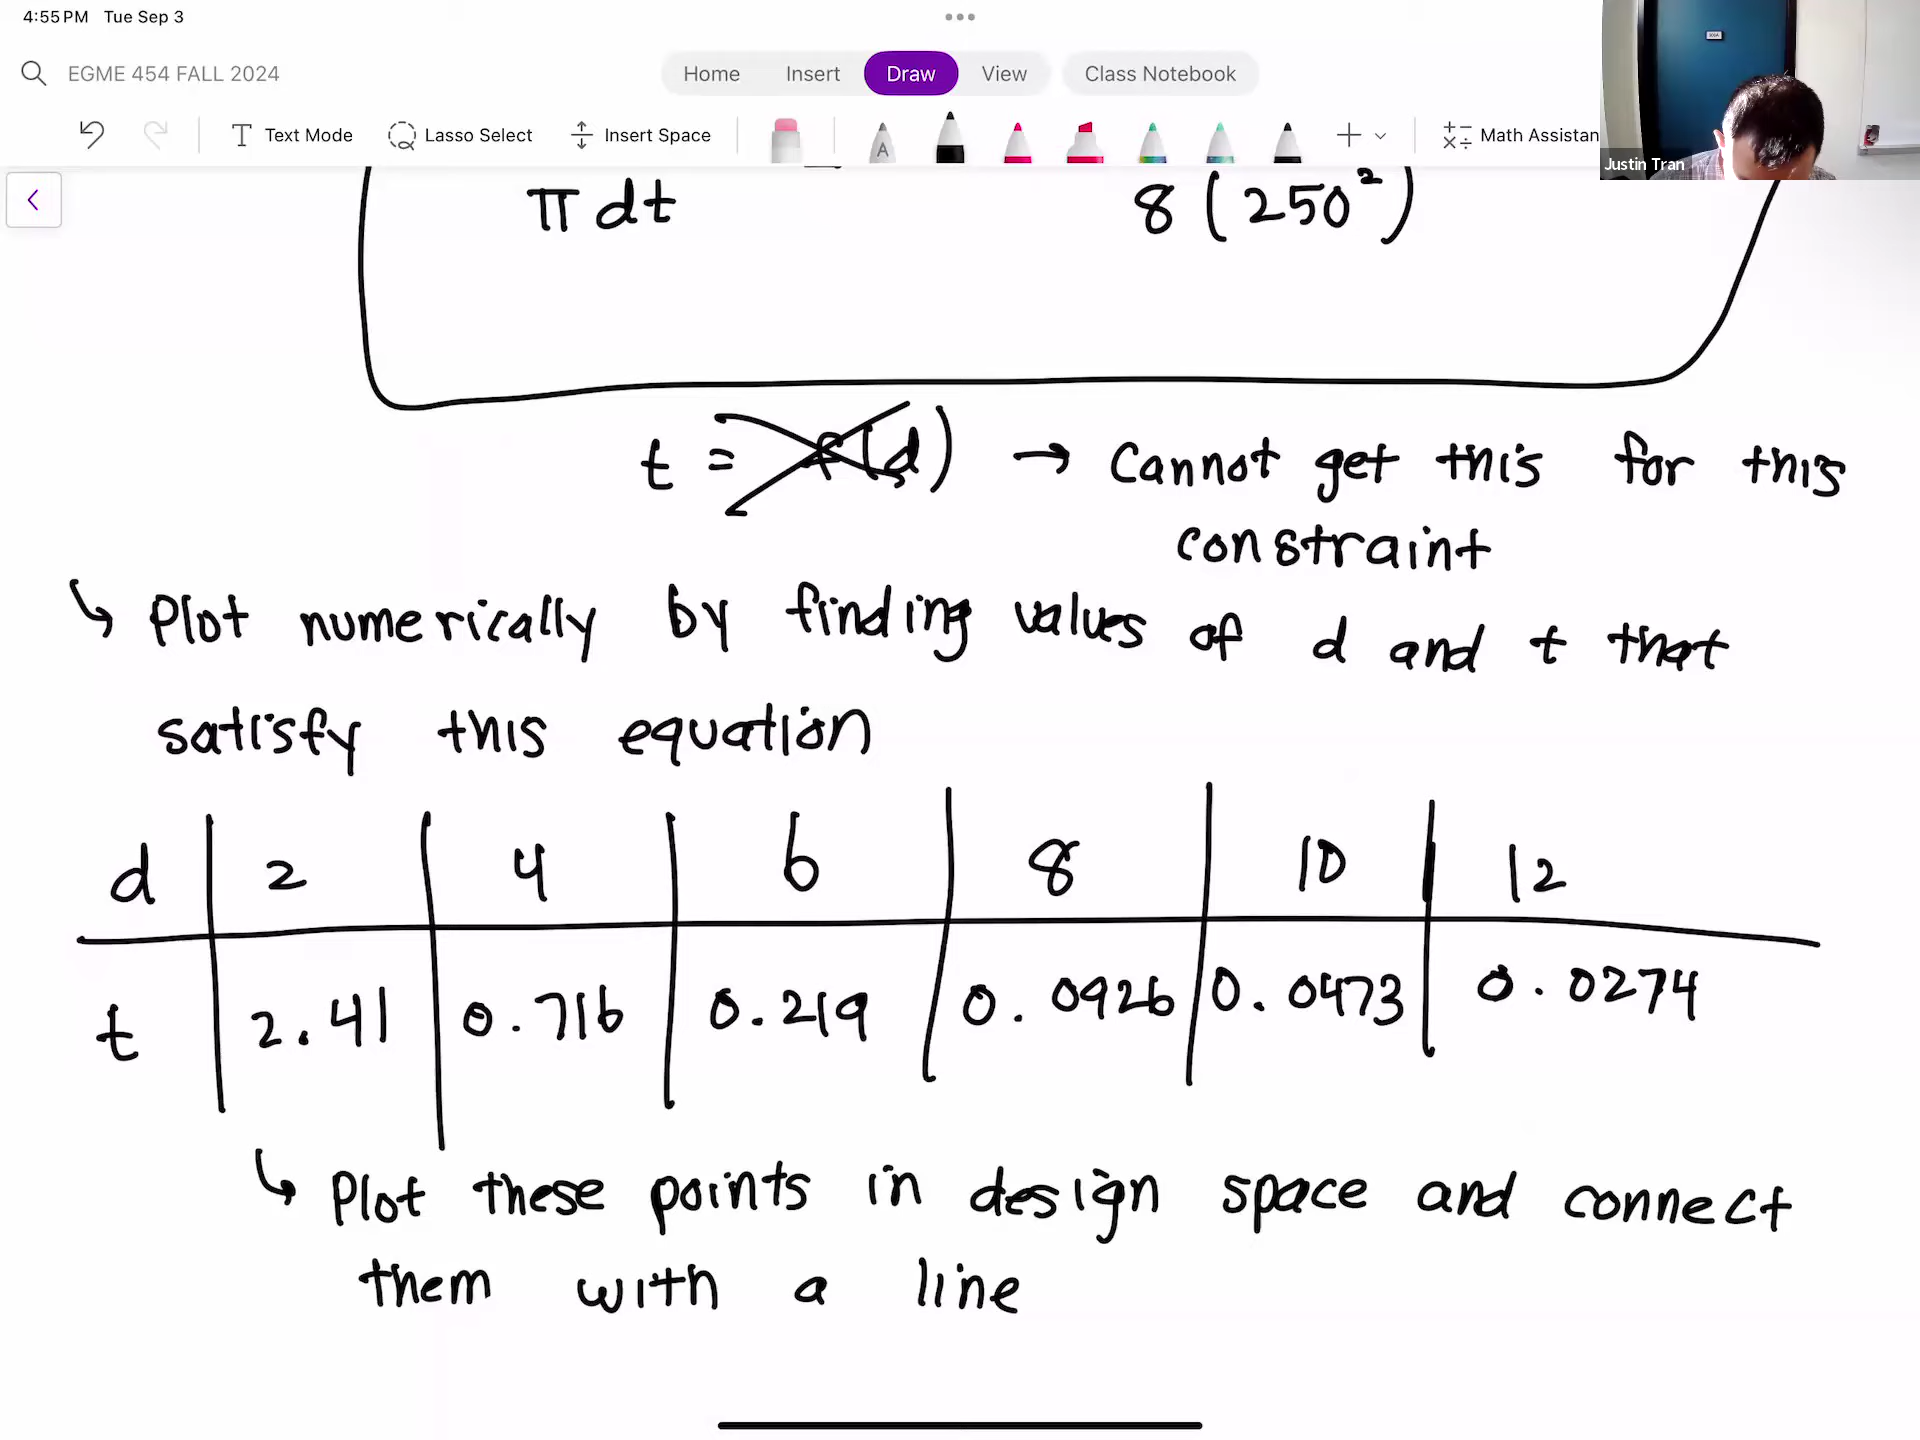 4:55 PM Tue Sep 3
EGME 454 FALL 2024
Home Insert Draw View Class Notebook
Text Mode Lasso Select Insert Space A Math Assistan
Justin Tran
π dt 8 (250²)
t = f(d) → Cannot get this for this
constraint
↳ Plot numerically by finding values of d and t that
satisfy this equation
d 2 4 6 8 10 12
t 2.41 0.716 0.219 0.0926 0.0473 0.0274
↳ Plot these points in design space and connect
them with a line